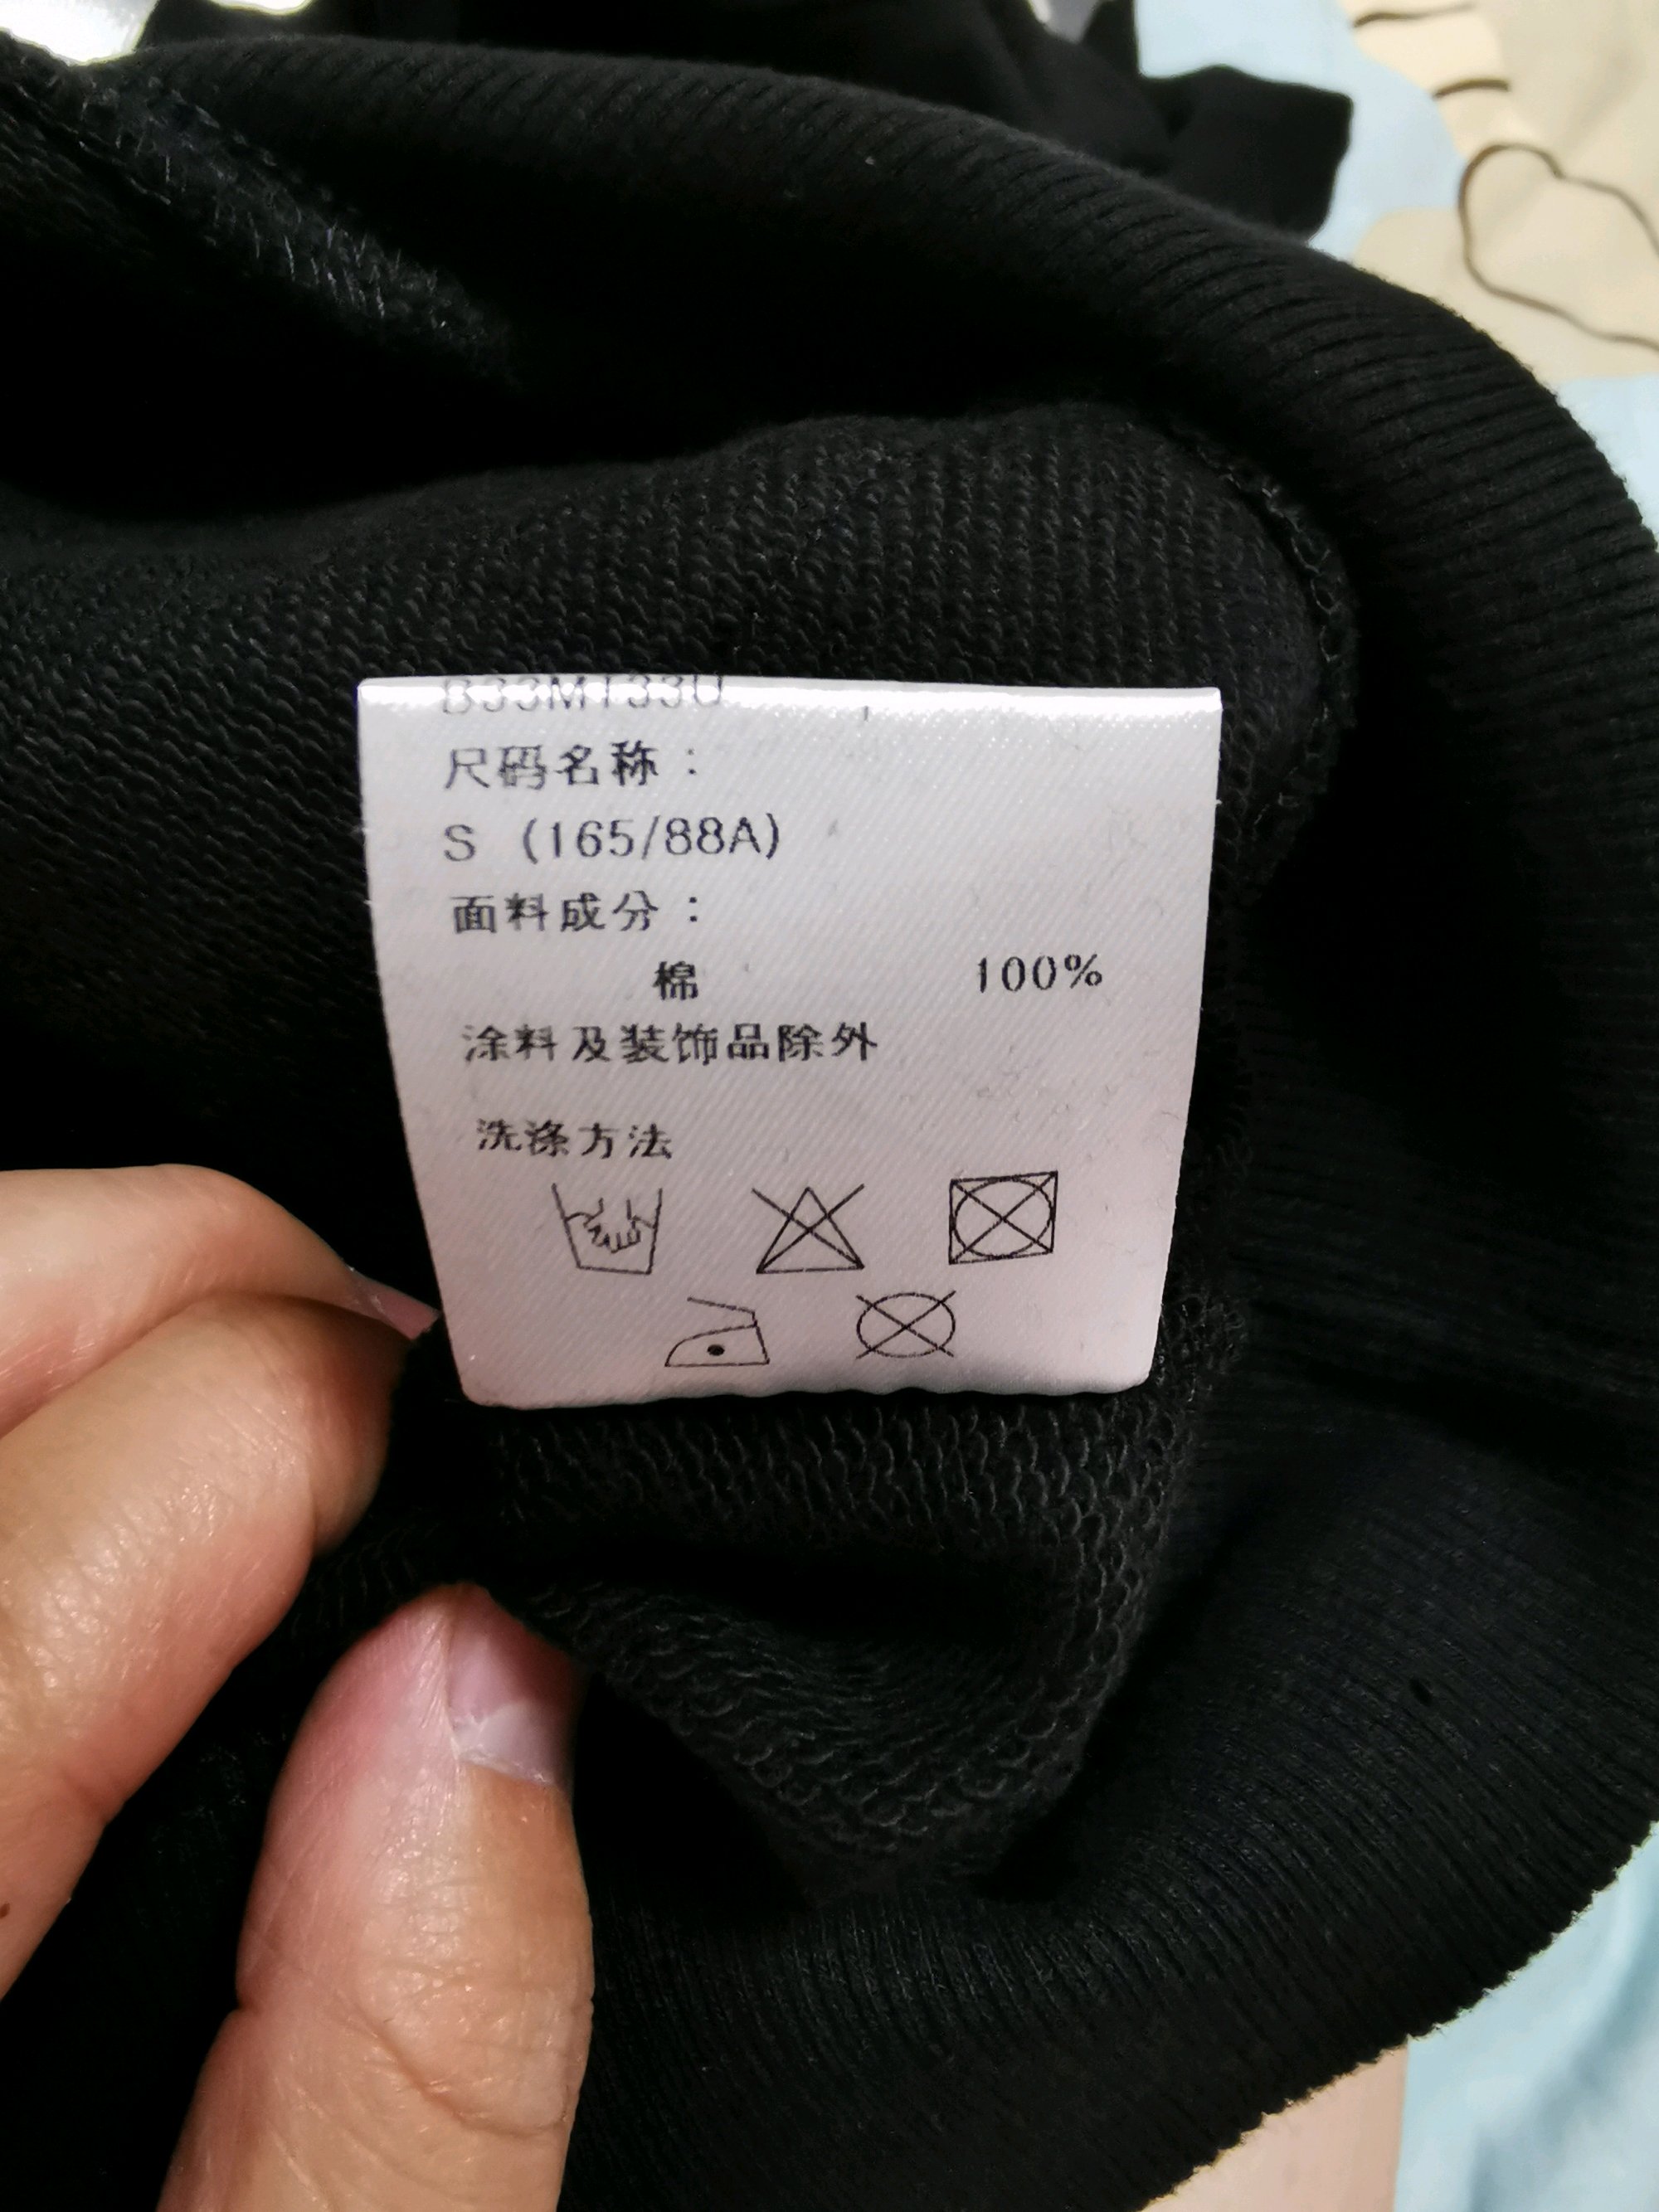 尺码名称：
S (165/88A)
面料成分：
棉 100%
涂料及装饰品除外
洗涤方法